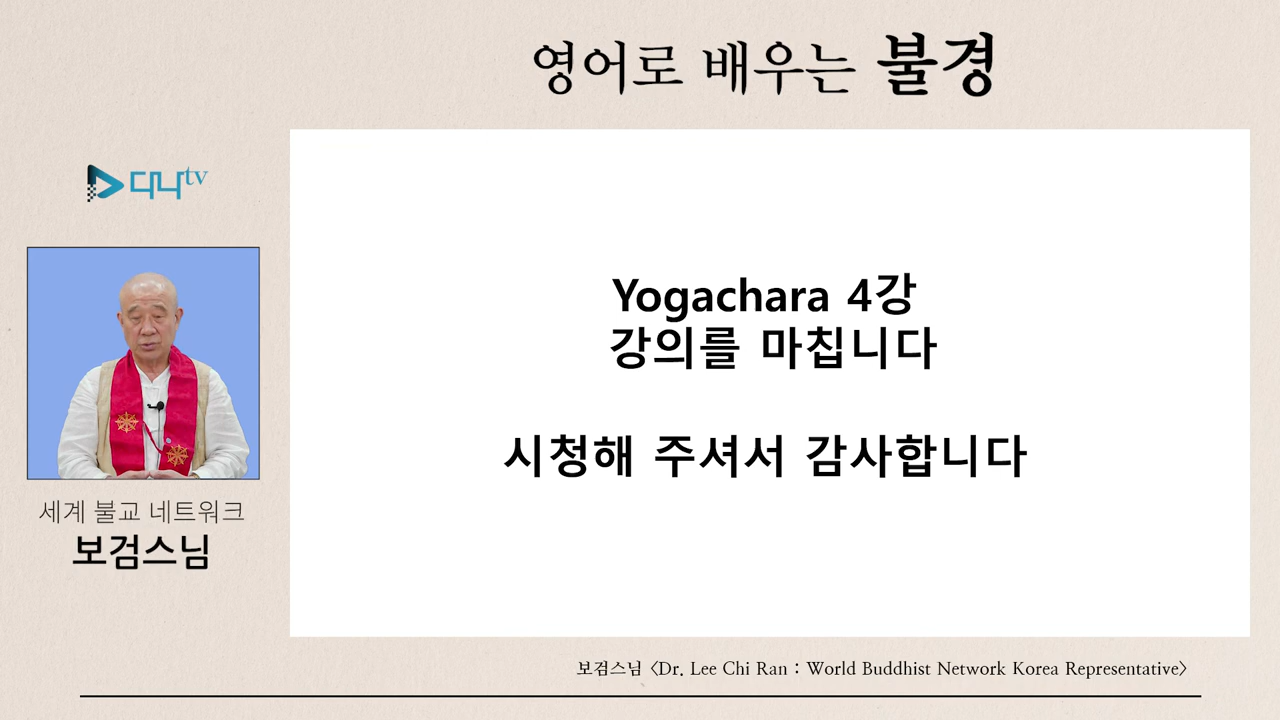 영어로 배우는 불경
디나tv
Yogachara 4강
강의를 마칩니다
시청해 주셔서 감사합니다
세계 불교 네트워크
보검스님
보검스님 <Dr. Lee Chi Ran : World Buddhist Network Korea Representative>